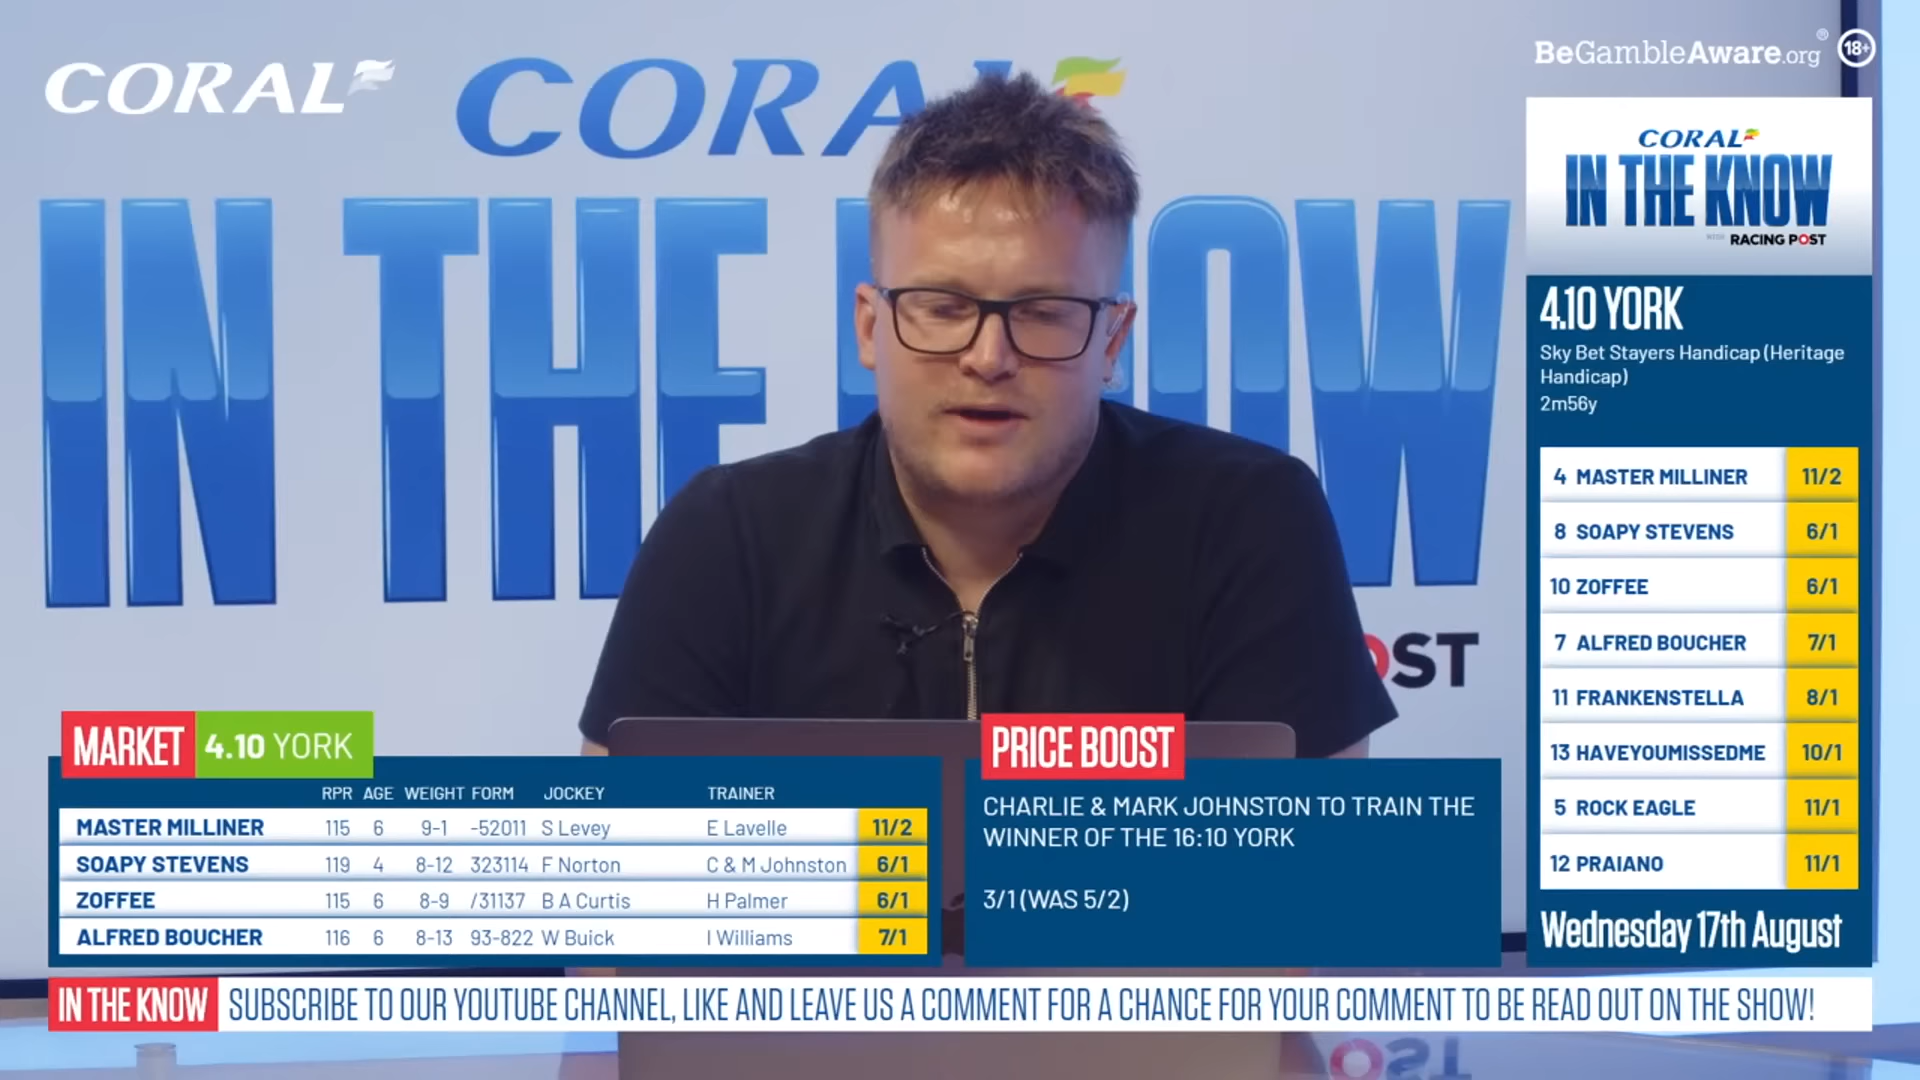 CORAL
CORA
BeGambleAware.org® 18+
IN THE KNOW
OST
CORAL
IN THE KNOW
WITH RACING POST
4.10 YORK
Sky Bet Stayers Handicap (Heritage
Handicap)
2m56y
4 MASTER MILLINER 11/2
8 SOAPY STEVENS 6/1
10 ZOFFEE 6/1
7 ALFRED BOUCHER 7/1
11 FRANKENSTELLA 8/1
13 HAVEYOUMISSEDME 10/1
5 ROCK EAGLE 11/1
12 PRAIANO 11/1
Wednesday 17th August
MARKET 4.10 YORK
RPR AGE WEIGHT FORM JOCKEY TRAINER
MASTER MILLINER 115 6 9-1 -52011 S Levey E Lavelle 11/2
SOAPY STEVENS 119 4 8-12 323114 F Norton C & M Johnston 6/1
ZOFFEE 115 6 8-9 /31137 B A Curtis H Palmer 6/1
ALFRED BOUCHER 116 6 8-13 93-822 W Buick I Williams 7/1
PRICE BOOST
CHARLIE & MARK JOHNSTON TO TRAIN THE
WINNER OF THE 16:10 YORK
3/1 (WAS 5/2)
IN THE KNOW SUBSCRIBE TO OUR YOUTUBE CHANNEL, LIKE AND LEAVE US A COMMENT FOR A CHANCE FOR YOUR COMMENT TO BE READ OUT ON THE SHOW!